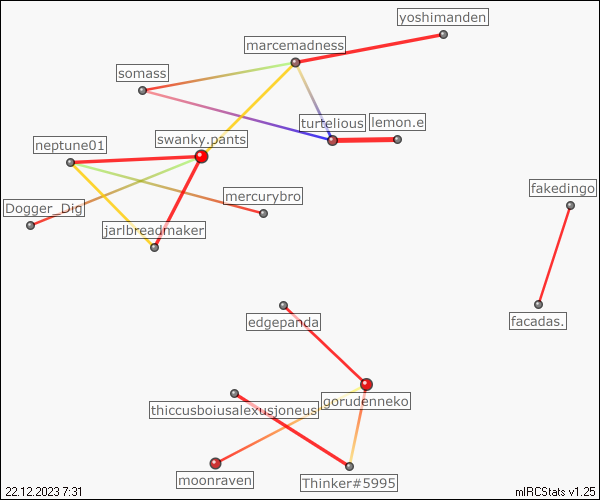 yoshimanden
marcemadness
somass
turtelious
lemon.e
swanky.pants
neptune01
fakedingo
mercurybro
Dogger_Dig
jarlbreadmaker
facadas.
edgepanda
gorudenneko
thiccusboiusalexusjoneus
moonraven
Thinker#5995
22.12.2023 7:31
mIRCStats v1.25